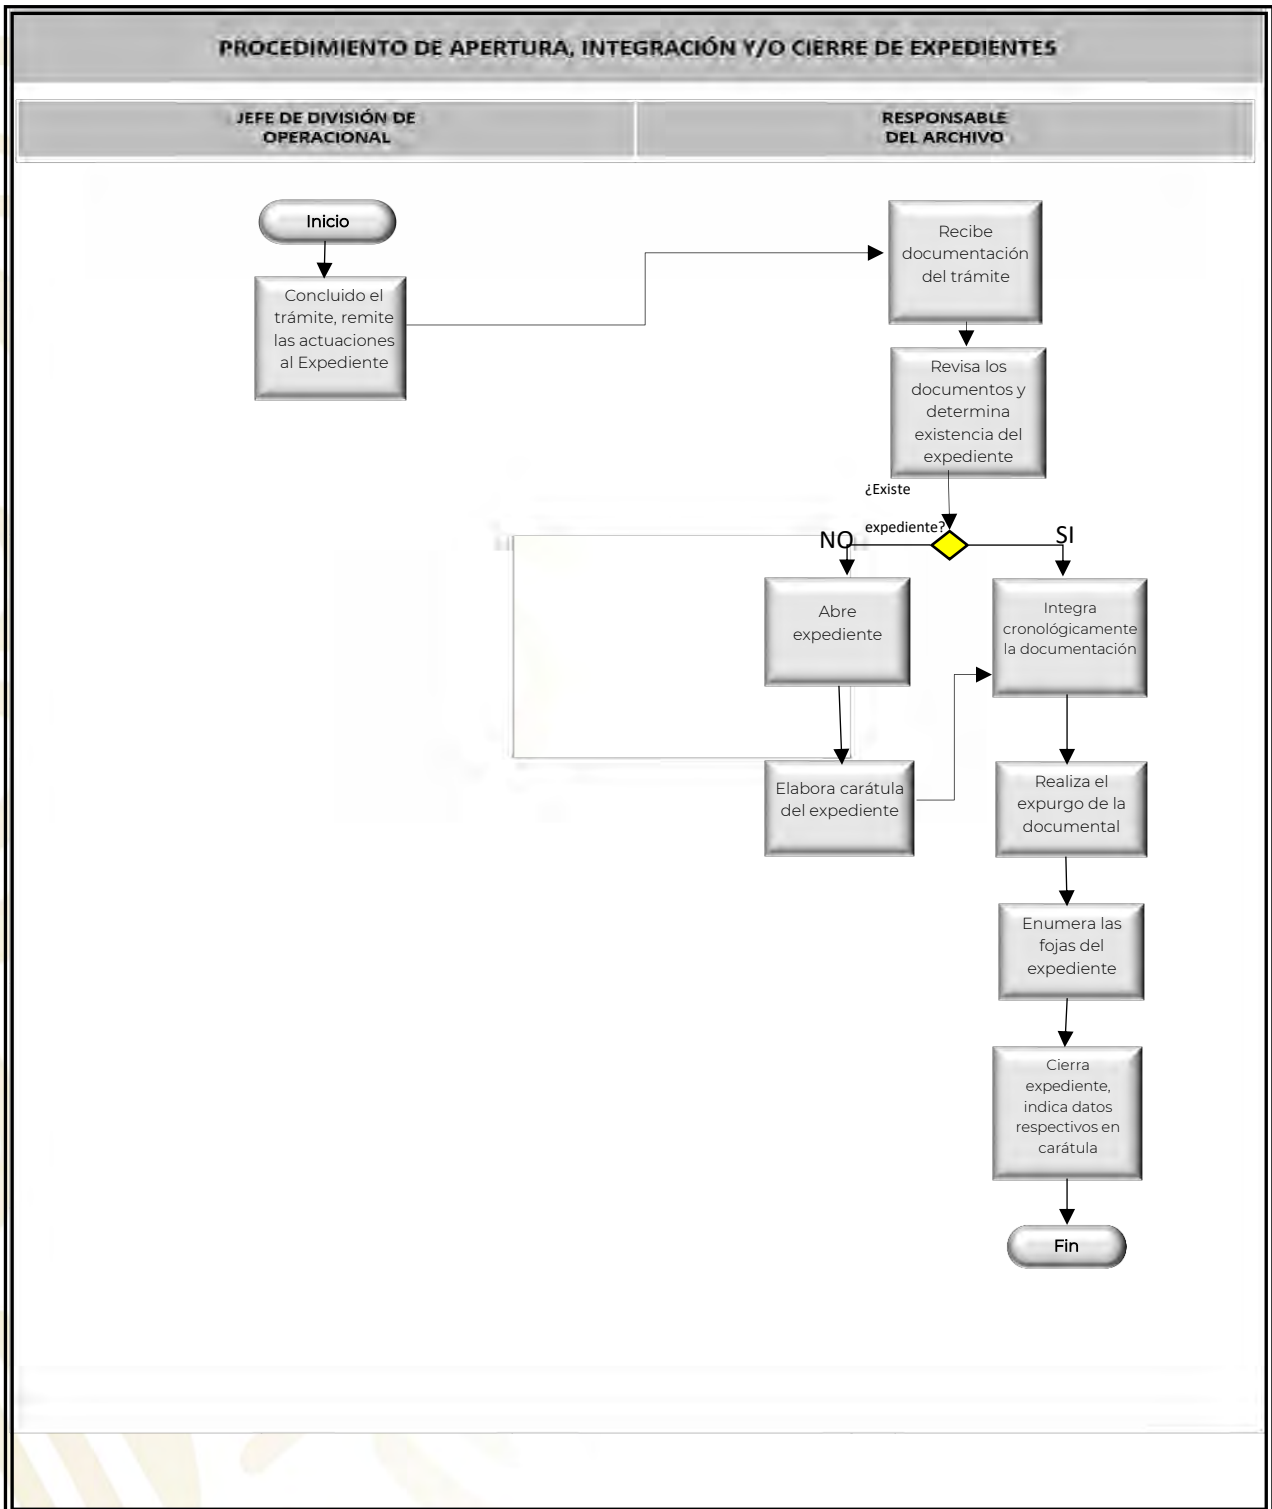 PROCEDIMIENTO DE APERTURA, INTEGRACIÓN Y/O CIERRE DE EXPEDIENTES
JEFE DE DIVISIÓN DE
OPERACIONAL
RESPONSABLE
DEL ARCHIVO
Inicio
Concluido el
trámite, remite
las actuaciones
al Expediente
Recibe
documentación
del trámite
Revisa los
documentos y
determina
existencia del
expediente
¿Existe
expediente?
NO
SI
Abre
expediente
Elabora carátula
del expediente
Integra
cronológicamente
la documentación
Realiza el
expurgo de la
documental
Enumera las
fojas del
expediente
Cierra
expediente,
indica datos
respectivos en
carátula
Fin